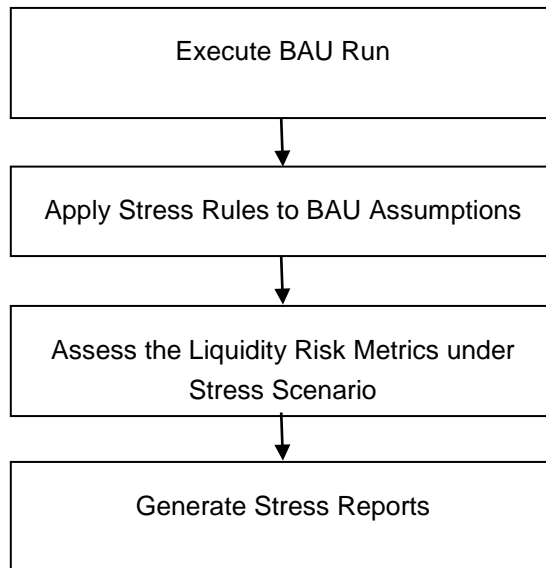 Execute BAU Run
Apply Stress Rules to BAU Assumptions
Assess the Liquidity Risk Metrics under
Stress Scenario
Generate Stress Reports